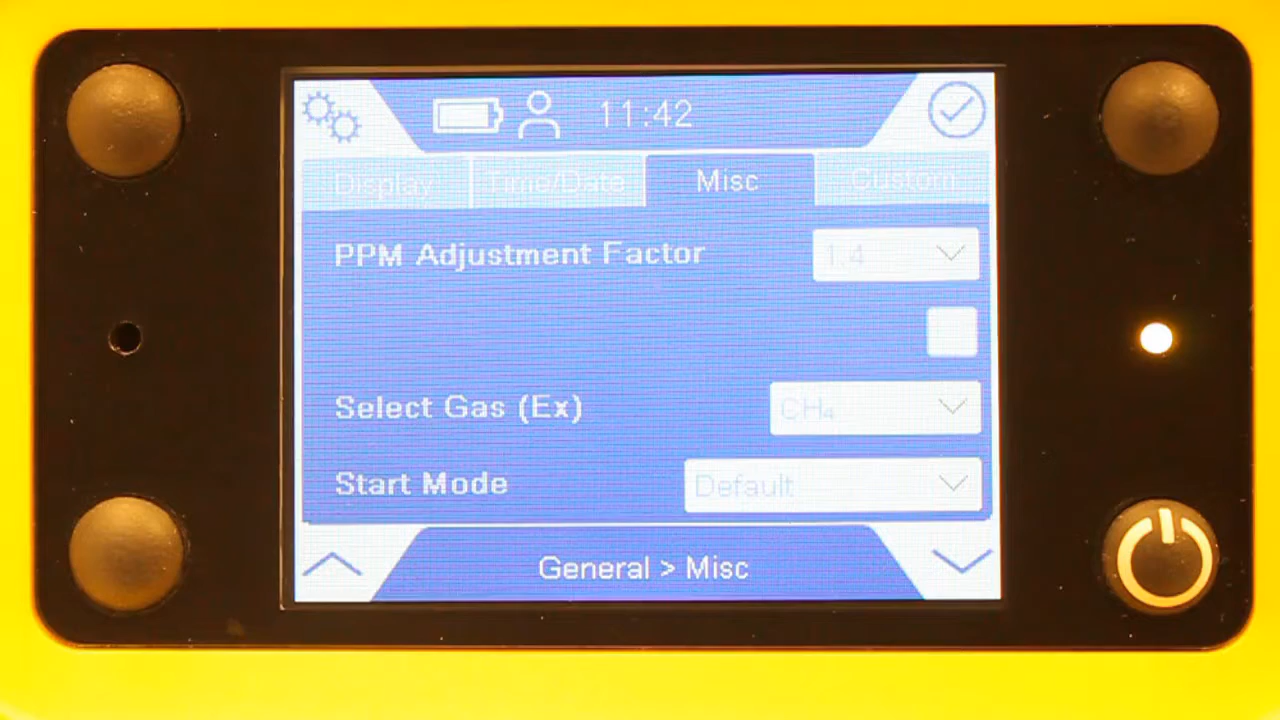 11:42
Display Time/Date Misc Custom
PPM Adjustment Factor 1.4
Select Gas (Ex) CH₄
Start Mode Default
General > Misc